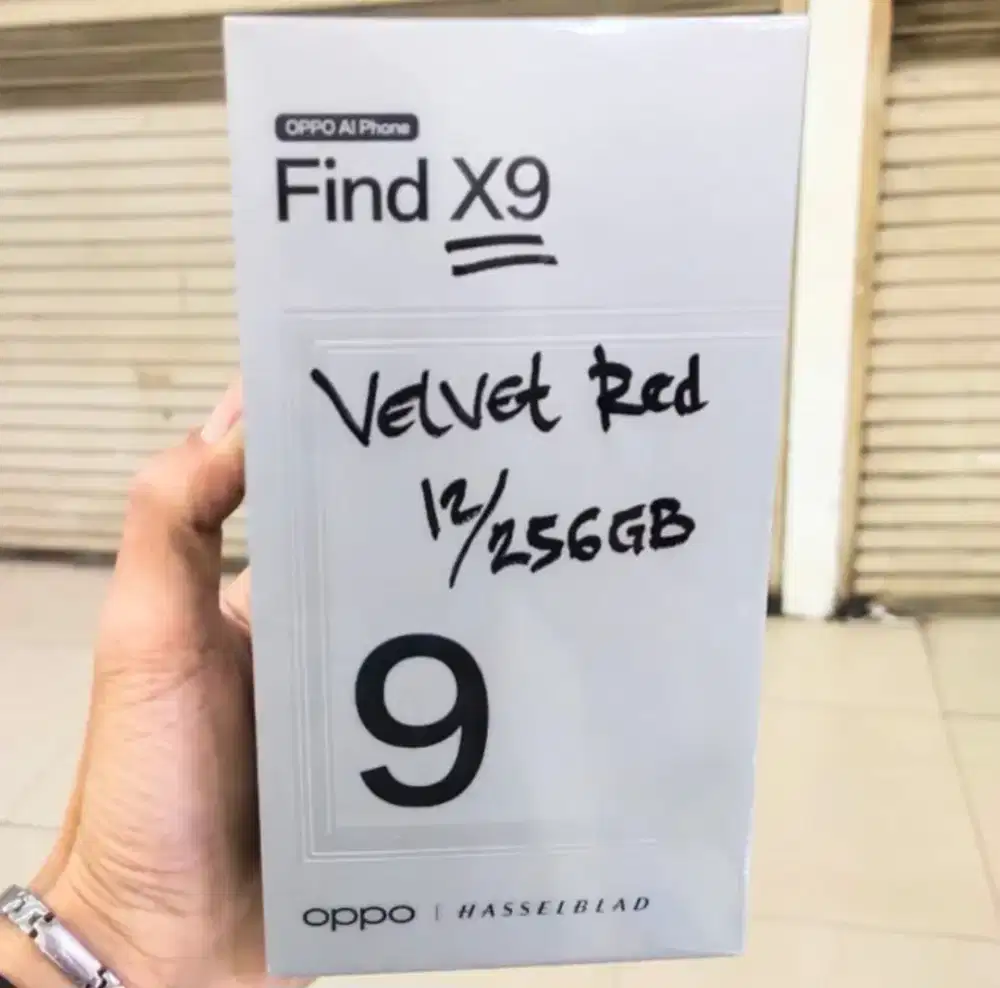 OPPO AI Phone
Find X9
Velvet Red
12/256GB
9
oppo | HASSELBLAD